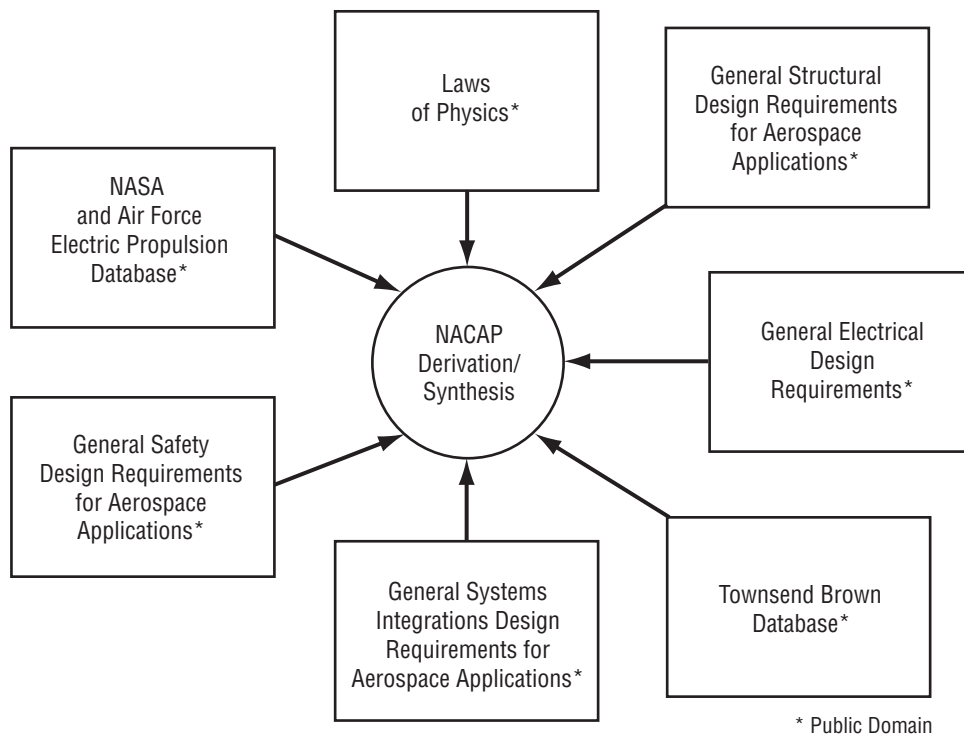 Laws
of Physics*
General Structural
Design Requirements
for Aerospace
Applications*
NASA
and Air Force
Electric Propulsion
Database*
NACAP
Derivation/
Synthesis
General Electrical
Design
Requirements*
General Safety
Design Requirements
for Aerospace
Applications*
General Systems
Integrations Design
Requirements for
Aerospace Applications*
Townsend Brown
Database*
* Public Domain